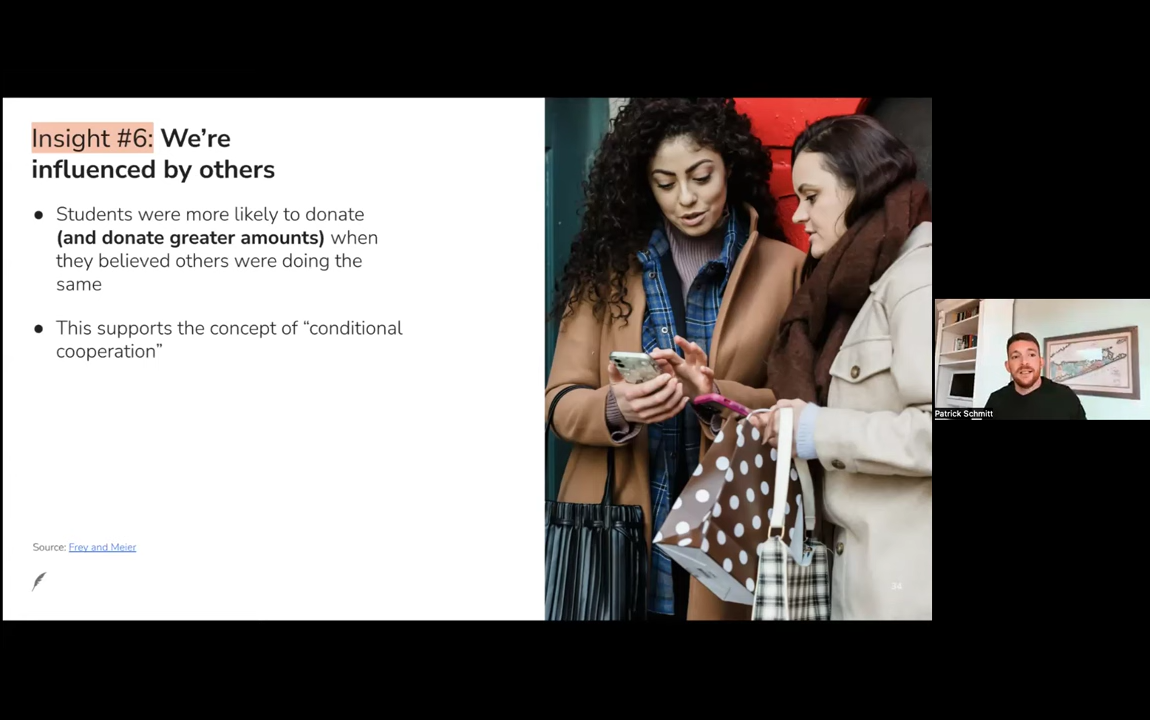 Insight #6: We’re
influenced by others
● Students were more likely to donate
(and donate greater amounts) when
they believed others were doing the
same
● This supports the concept of “conditional
cooperation”
Source: Frey and Meier
34
Patrick Schmitt